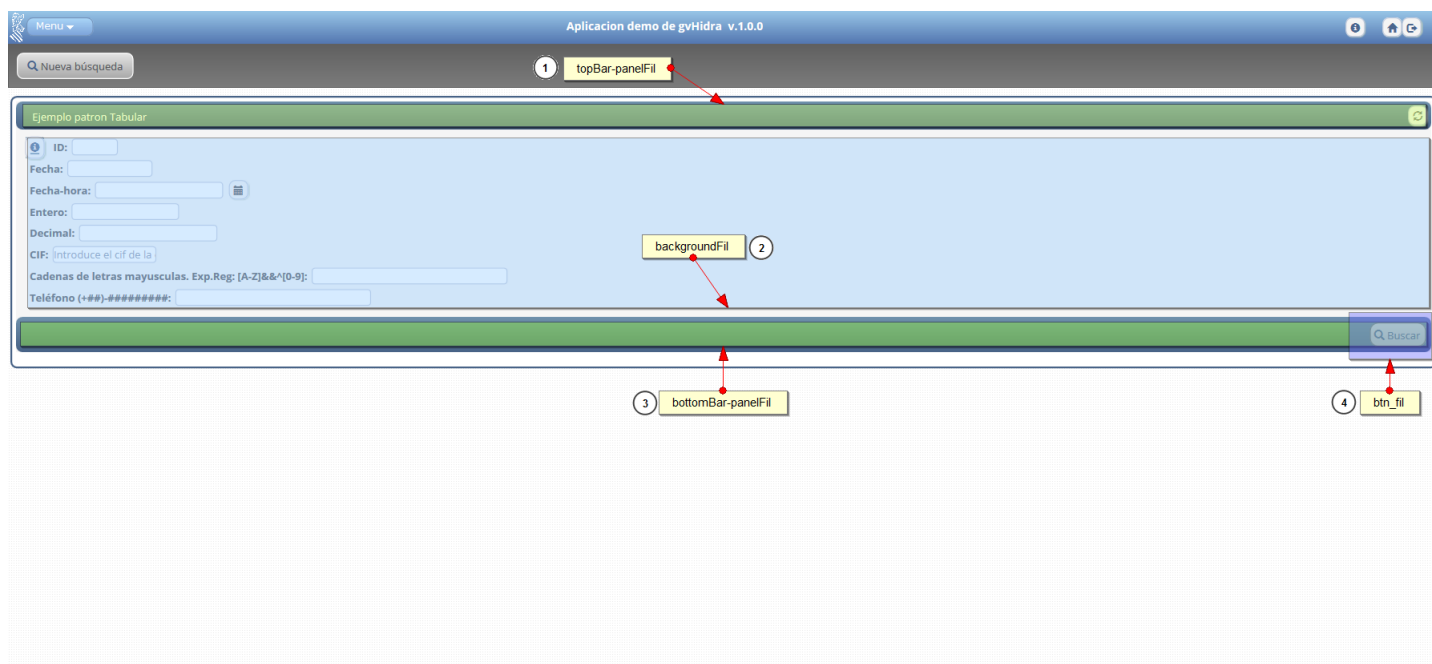 Menu
Aplicacion demo de gvHidra v.1.0.0
Nueva búsqueda
1 topBar-panelFil
Ejemplo patron Tabular
ID:
Fecha:
Fecha-hora:
Entero:
Decimal:
backgroundFil 2
CIF: Introduce el cif de la
Cadenas de letras mayusculas. Exp.Reg: [A-Z]&&^[0-9]:
Teléfono (+##)-#########:
Buscar
3 bottomBar-panelFil
4 btn_fil